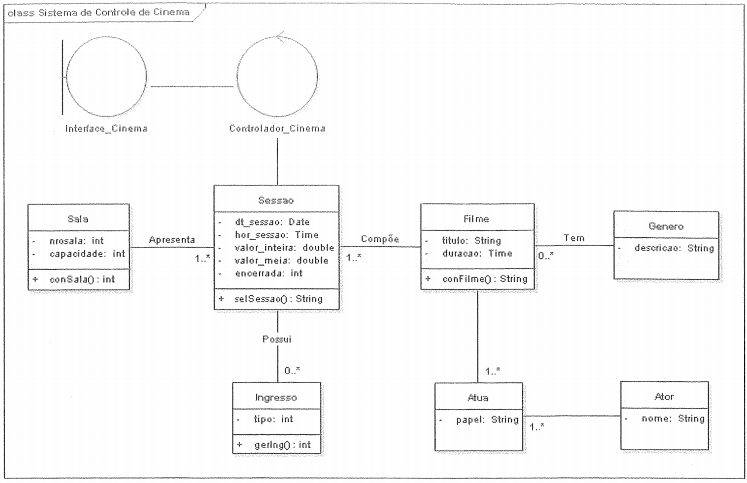 class Sistema de Controle de Cinema
Interface_Cinema
Controlador_Cinema
Sala
- nrosala: int
- capacidade: int
+ conSala() : int
Apresenta
1..*
Sessao
- dt_sessao: Date
- hor_sessao: Time
- valor_inteira: double
- valor_meia: double
- encerrada: int
+ selSessao() : String
Compõe
1..*
Filme
- titulo: String
- duracao: Time
+ conFilme() : String
Tem
0..*
Genero
- descricao: String
Possui
0..*
Ingresso
- tipo: int
+ gerIng() : int
1..*
Atua
- papel: String
1..*
Ator
- nome: String